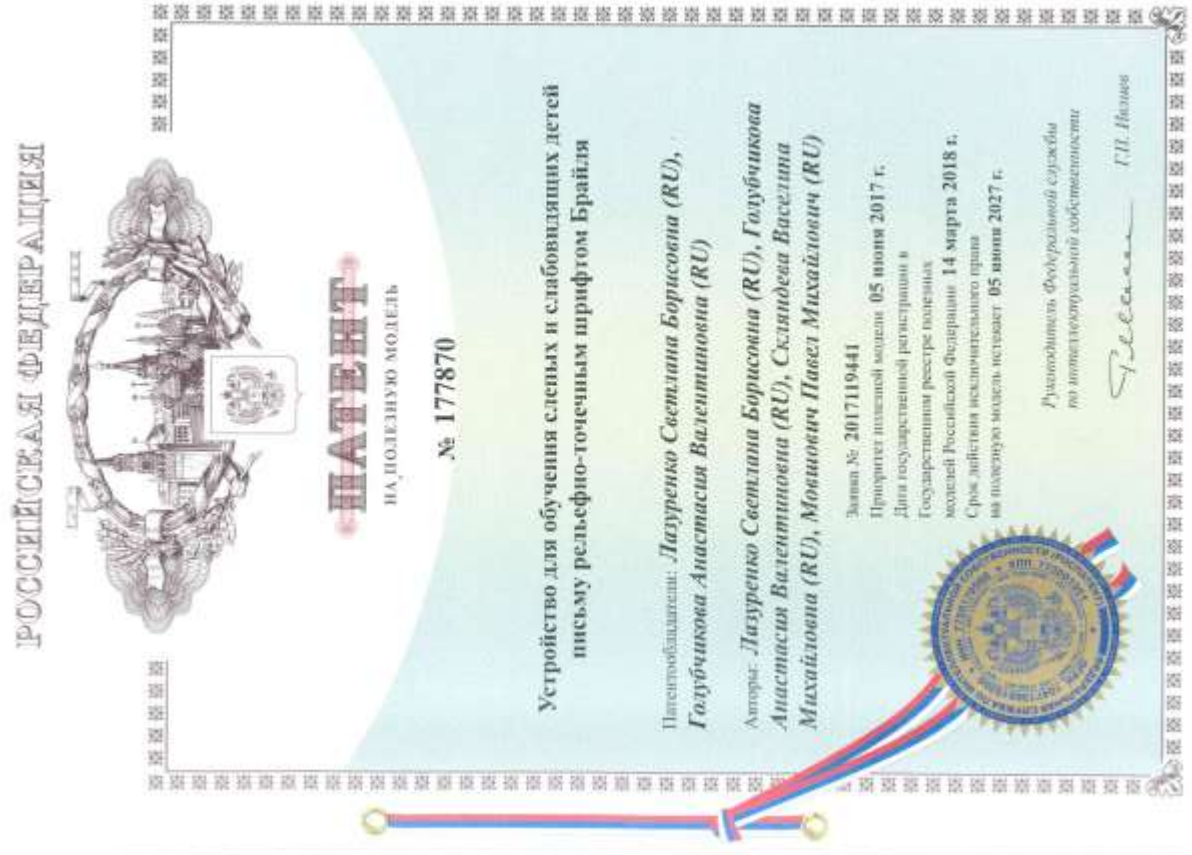 РОССИЙСКАЯ ФЕДЕРАЦИЯ
ПАТЕНТ
НА ПОЛЕЗНУЮ МОДЕЛЬ
№ 177870
Устройство для обучения слепых и слабовидящих детей
письму рельефно-точечным шрифтом Брайля
Патентообладатели: Лазуренко Светлана Борисовна (RU),
Голубчикова Анастасия Валентиновна (RU)
Авторы: Лазуренко Светлана Борисовна (RU), Голубчикова
Анастасия Валентиновна (RU), Скляндева Васелина
Михайловна (RU), Мовшович Павел Михайлович (RU)
Заявка № 2017119441
Приоритет полезной модели 05 июня 2017 г.
Дата государственной регистрации в
Государственном реестре полезных
моделей Российской Федерации 14 марта 2018 г.
Срок действия исключительного права
на полезную модель истекает 05 июня 2027 г.
Руководитель Федеральной службы
по интеллектуальной собственности
Г.П. Ивлиев